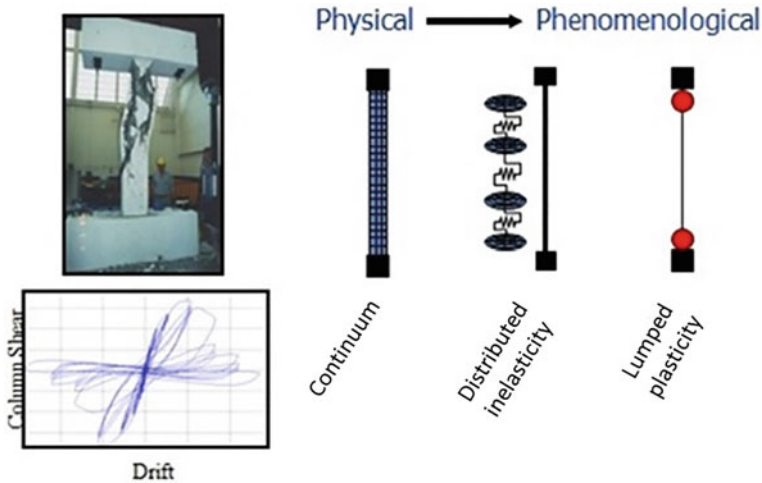 Physical
Phenomenological
Continuum
Distributed
inelasticity
Lumped
plasticity
Column Shear
Drift